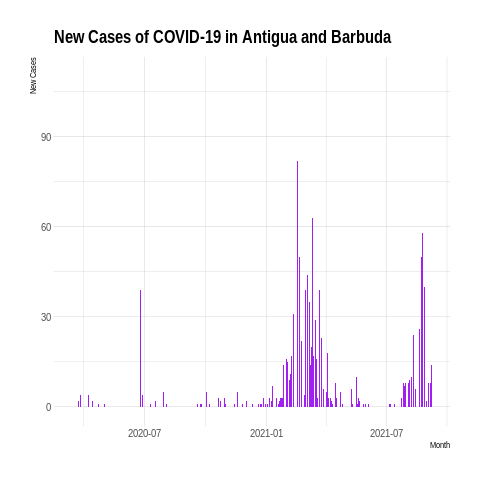 New Cases of COVID-19 in Antigua and Barbuda
New Cases
90
60
30
0
2020-07
2021-01
2021-07
Month